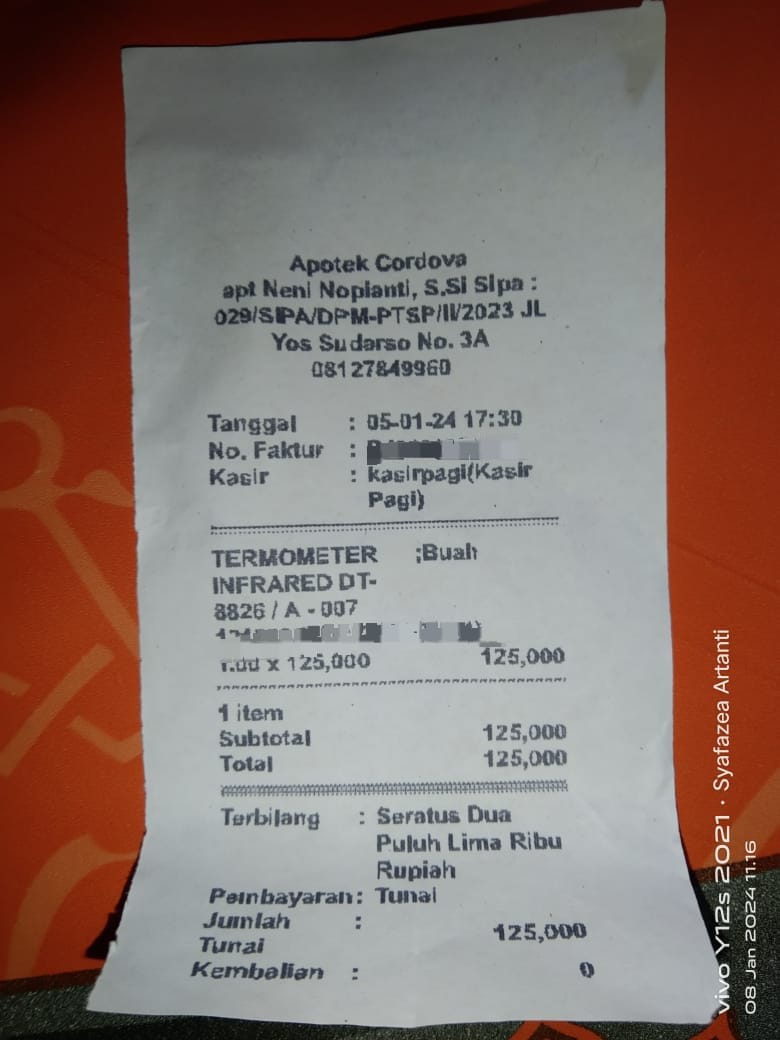 Apotek Cordova
apt Neni Nopianti, S.Si Sipa :
029/SIPA/DPM-PTSP/II/2023 JL
Yos Sudarso No. 3A
08127849960
Tanggal : 05-01-24 17:30
No. Faktur :
Kasir : kasirpagi(Kasir
Pagi)
TERMOMETER ;Buah
INFRARED DT-
8826 / A - 007
1.00 x 125,000 125,000
1 item
Subtotal 125,000
Total 125,000
Terbilang : Seratus Dua
Puluh Lima Ribu
Rupiah
Pembayaran: Tunai
Jumlah :
Tunai 125,000
Kembalian : 0
vivo Y12s 2021 · Syafazea Artanti
08 Jan 2024 11.16